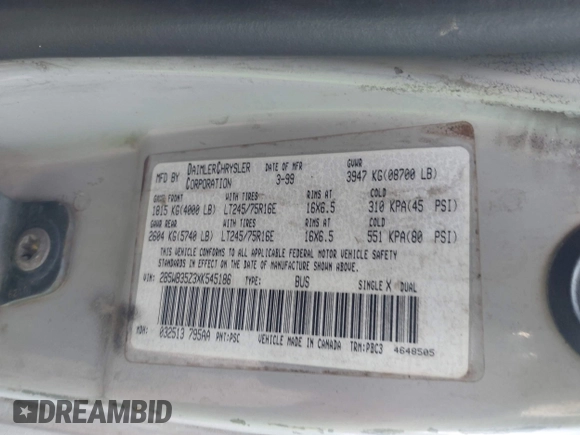 MFD BY DAIMLERCHRYSLER CORPORATION DATE OF MFR 3-99 GVWR 3947 KG(08700 LB)
GAWR FRONT WITH TIRES RIMS AT COLD
1815 KG(4000 LB) LT245/75R16E 16X6.5 310 KPA(45 PSI)
GAWR REAR WITH TIRES RIMS AT COLD
2604 KG(5740 LB) LT245/75R16E 16X6.5 551 KPA(80 PSI)
THIS VEHICLE CONFORMS TO ALL APPLICABLE FEDERAL MOTOR VEHICLE SAFETY
STANDARDS IN EFFECT ON THE DATE OF MANUFACTURE SHOWN ABOVE.
VIN: 2B5WB35Z3XK545186 TYPE: BUS SINGLE X DUAL
MDH: 032513 795AA PNT:PSC VEHICLE MADE IN CANADA TRM:PBC3 4648505
DREAMBID